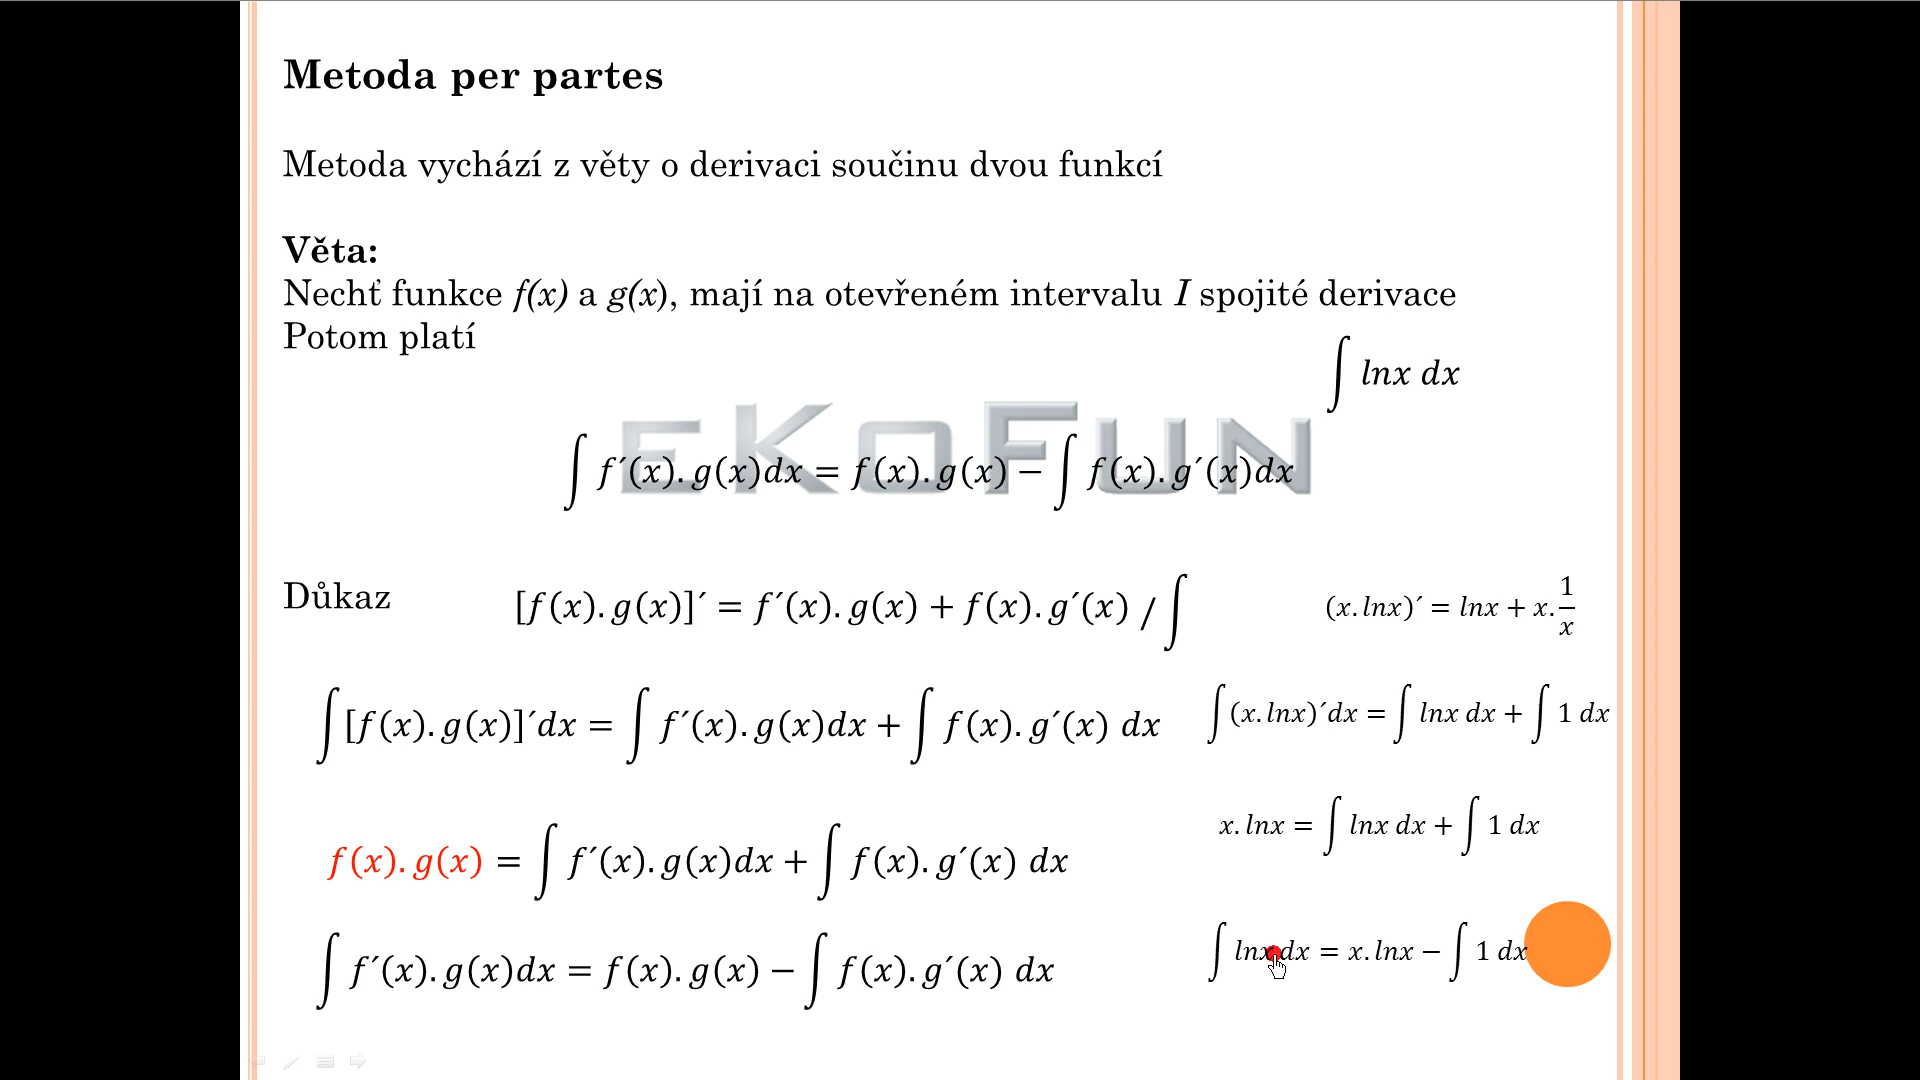 Metoda per partes
Metoda vychází z věty o derivaci součinu dvou funkcí
Věta:
Nechť funkce f(x) a g(x), mají na otevřeném intervalu I spojité derivace
Potom platí
∫ lnx dx
EKOFUN
∫ f´(x).g(x)dx = f(x).g(x) − ∫ f(x).g´(x)dx
Důkaz
[f(x).g(x)]´ = f´(x).g(x) + f(x).g´(x) /∫
(x.lnx)´ = lnx + x.1/x
∫[f(x).g(x)]´dx = ∫ f´(x).g(x)dx + ∫ f(x).g´(x) dx
∫(x.lnx)´dx = ∫ lnx dx + ∫ 1 dx
f(x).g(x) = ∫ f´(x).g(x)dx + ∫ f(x).g´(x) dx
x.lnx = ∫ lnx dx + ∫ 1 dx
∫ f´(x).g(x)dx = f(x).g(x) − ∫ f(x).g´(x) dx
∫ lnx dx = x.lnx − ∫ 1 dx